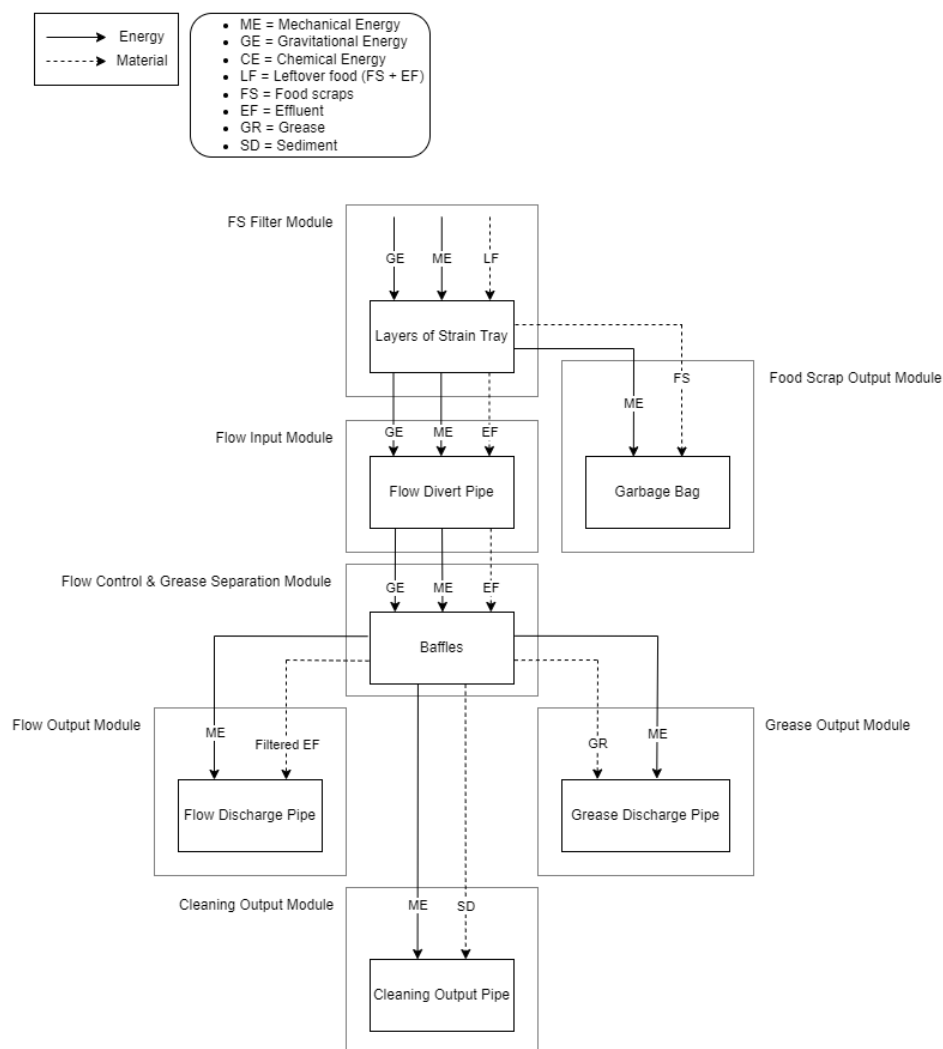 Energy
Material
ME = Mechanical Energy
GE = Gravitational Energy
CE = Chemical Energy
LF = Leftover food (FS + EF)
FS = Food scraps
EF = Effluent
GR = Grease
SD = Sediment
FS Filter Module
GE
ME
LF
Layers of Strain Tray
Food Scrap Output Module
FS
ME
Flow Input Module
GE
ME
EF
Flow Divert Pipe
Garbage Bag
Flow Control & Grease Separation Module
GE
ME
EF
Baffles
Flow Output Module
Grease Output Module
ME
Filtered EF
GR
ME
Flow Discharge Pipe
Grease Discharge Pipe
Cleaning Output Module
ME
SD
Cleaning Output Pipe